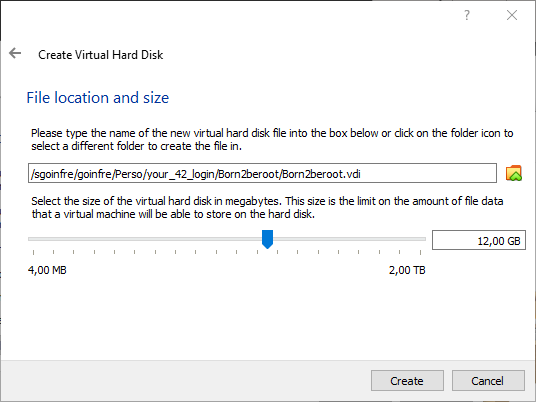 ?
Create Virtual Hard Disk
File location and size
Please type the name of the new virtual hard disk file into the box below or click on the folder icon to
select a different folder to create the file in.
/sgoinfre/goinfre/Perso/your_42_login/Born2beroot/Born2beroot.vdi
Select the size of the virtual hard disk in megabytes. This size is the limit on the amount of file data
that a virtual machine will be able to store on the hard disk.
12,00 GB
4,00 MB 2,00 TB
Create Cancel